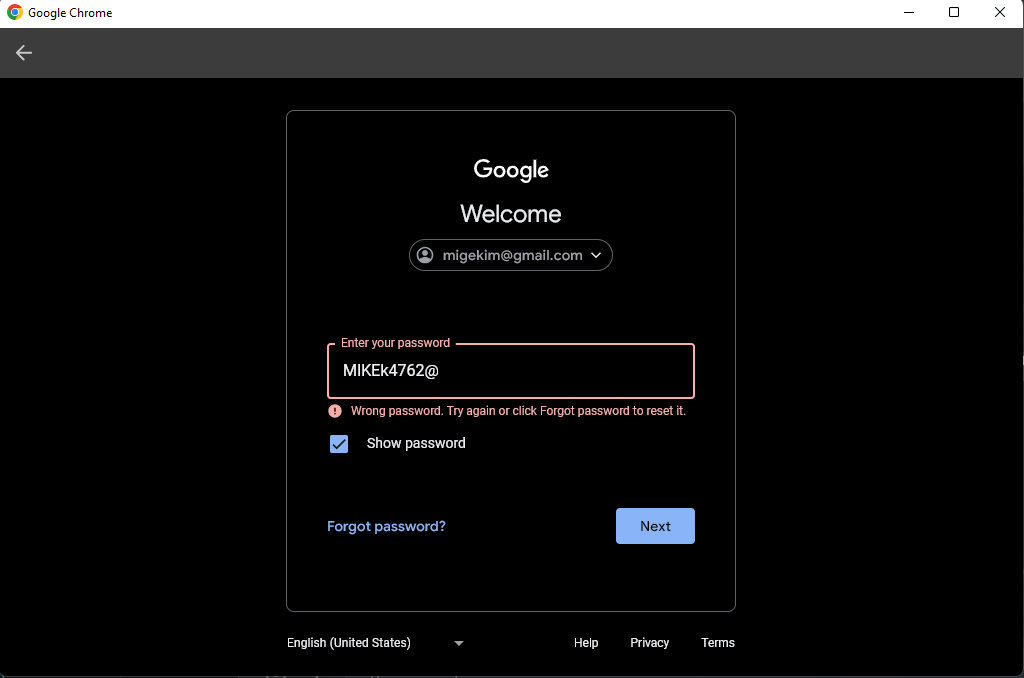 Google Chrome
Google
Welcome
migekim@gmail.com
Enter your password
MIKEk4762@
Wrong password. Try again or click Forgot password to reset it.
Show password
Forgot password?
Next
English (United States)
Help
Privacy
Terms